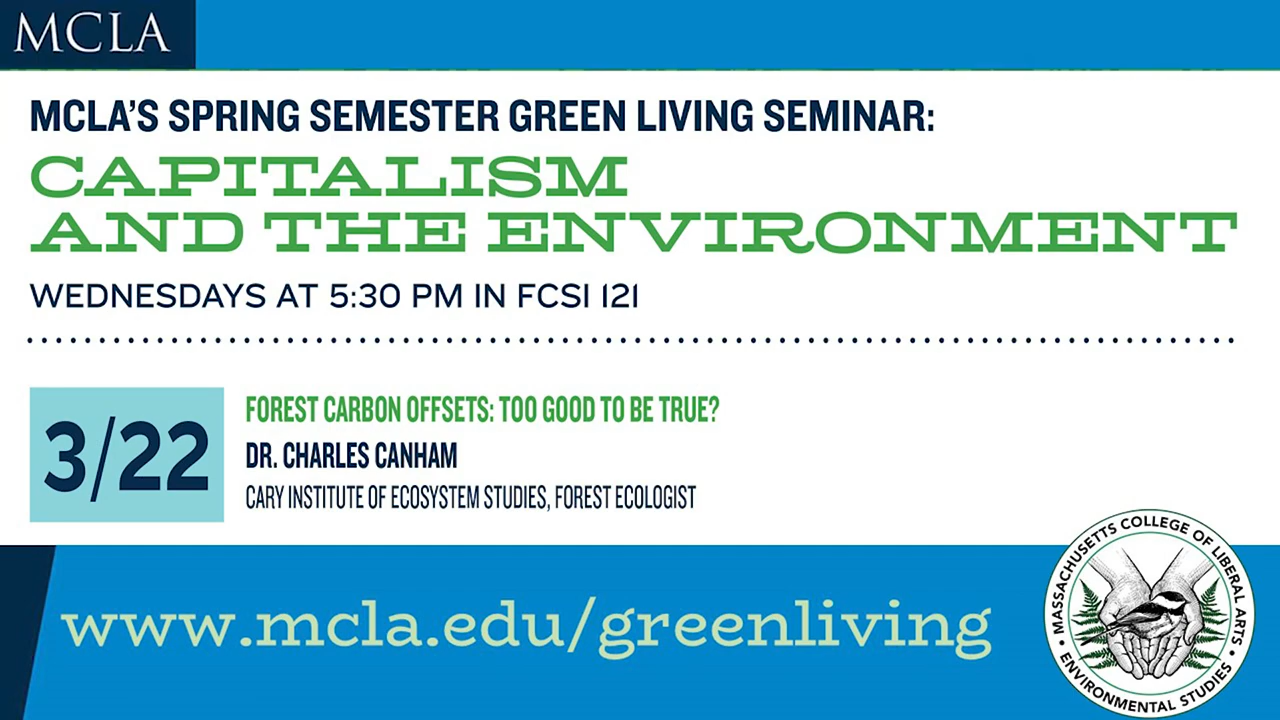 MCLA
MCLA'S SPRING SEMESTER GREEN LIVING SEMINAR:
CAPITALISM
AND THE ENVIRONMENT
WEDNESDAYS AT 5:30 PM IN FCSI 121
3/22
FOREST CARBON OFFSETS: TOO GOOD TO BE TRUE?
DR. CHARLES CANHAM
CARY INSTITUTE OF ECOSYSTEM STUDIES, FOREST ECOLOGIST
www.mcla.edu/greenliving
MASSACHUSETTS COLLEGE OF LIBERAL ARTS
• ENVIRONMENTAL STUDIES •